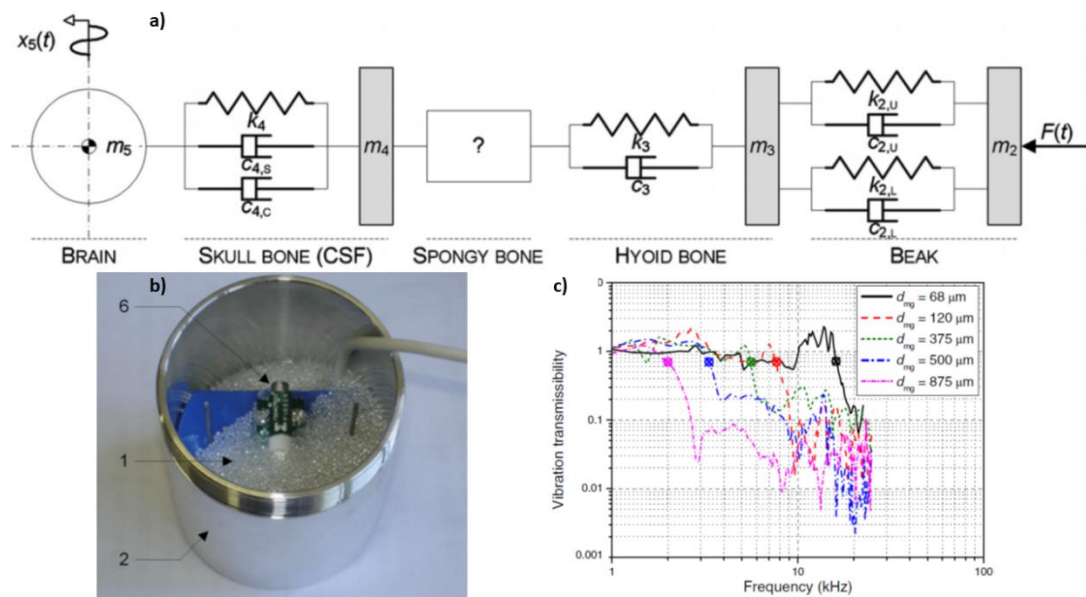 a)
x5(t)
m5
k4
c4,S
c4,C
m4
?
k3
c3
m3
k2,U
c2,U
k2,L
c2,L
m2
F(t)
BRAIN
SKULL BONE (CSF)
SPONGY BONE
HYOID BONE
BEAK
b)
6
1
2
c)
Vibration transmissibility
0
1
0.1
0.01
0.001
dmg = 68 µm
dmg = 120 µm
dmg = 375 µm
dmg = 500 µm
dmg = 875 µm
1
10
100
Frequency (kHz)